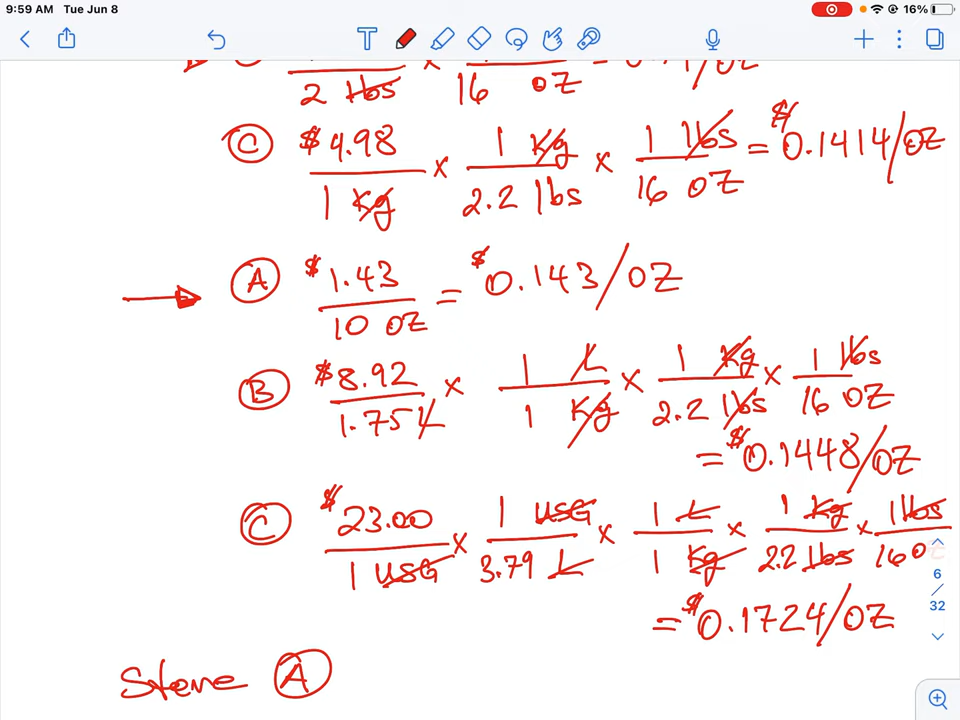 9:59 AM Tue Jun 8 16%
T
2 lbs 16 OZ
C $4.98 / 1 Kg × 1 Kg / 2.2 lbs × 1 lbs / 16 OZ = $0.1414/OZ
A $1.43 / 10 OZ = $0.143/OZ
B $8.92 / 1.75 L × 1 L / 1 Kg × 1 Kg / 2.2 lbs × 1 lbs / 16 OZ
= $0.1448/OZ
C $23.00 / 1 USG × 1 USG / 3.79 L × 1 L / 1 Kg × 1 Kg / 2.2 lbs × 1 lbs / 16 O
= $0.1724/OZ
6 / 32
A